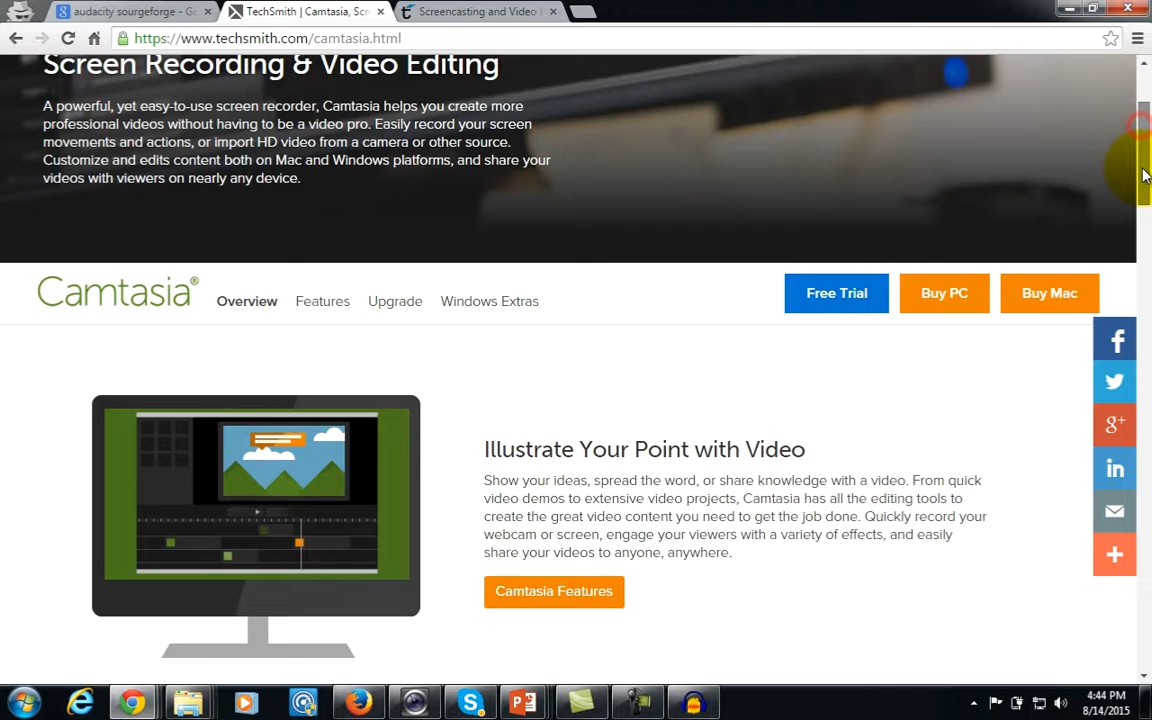 audacity sourgeforge - Go
TechSmith | Camtasia, Scr
Screencasting and Video
https://www.techsmith.com/camtasia.html
Screen Recording & Video Editing
A powerful, yet easy-to-use screen recorder, Camtasia helps you create more
professional videos without having to be a video pro. Easily record your screen
movements and actions, or import HD video from a camera or other source.
Customize and edits content both on Mac and Windows platforms, and share your
videos with viewers on nearly any device.
Camtasia®
Overview
Features
Upgrade
Windows Extras
Free Trial
Buy PC
Buy Mac
Illustrate Your Point with Video
Show your ideas, spread the word, or share knowledge with a video. From quick
video demos to extensive video projects, Camtasia has all the editing tools to
create the great video content you need to get the job done. Quickly record your
webcam or screen, engage your viewers with a variety of effects, and easily
share your videos to anyone, anywhere.
Camtasia Features
4:44 PM
8/14/2015